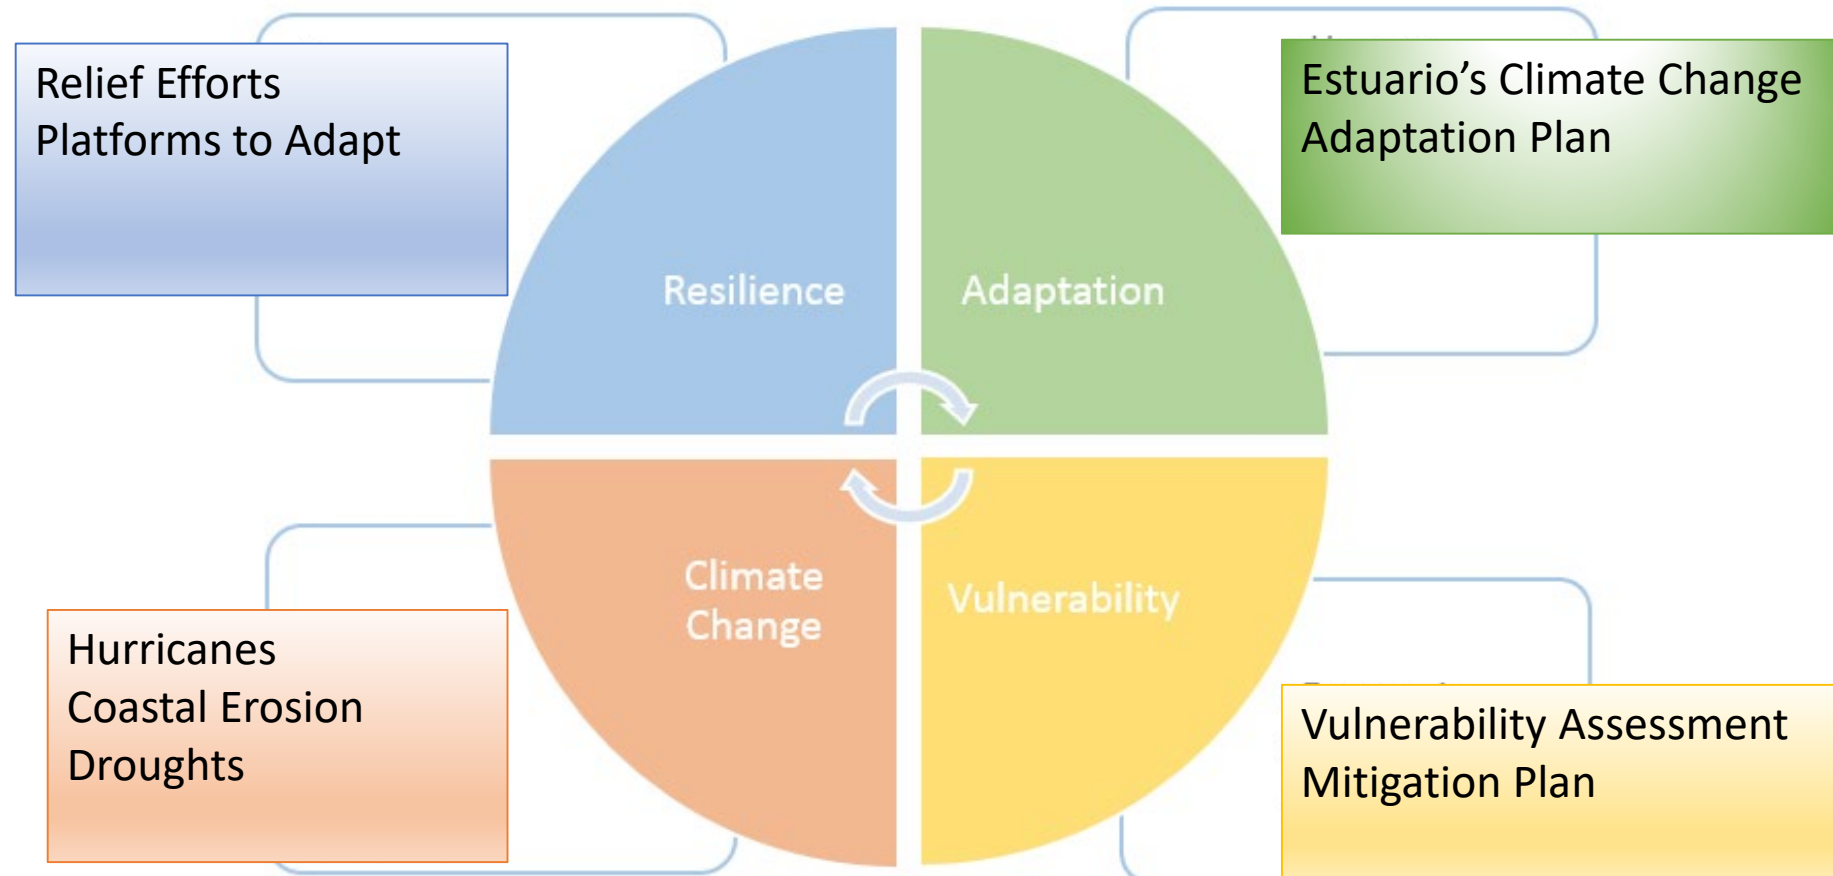 Relief Efforts
Platforms to Adapt
Estuario’s Climate Change
Adaptation Plan
Resilience
Adaptation
Climate
Change
Vulnerability
Hurricanes
Coastal Erosion
Droughts
Vulnerability Assessment
Mitigation Plan